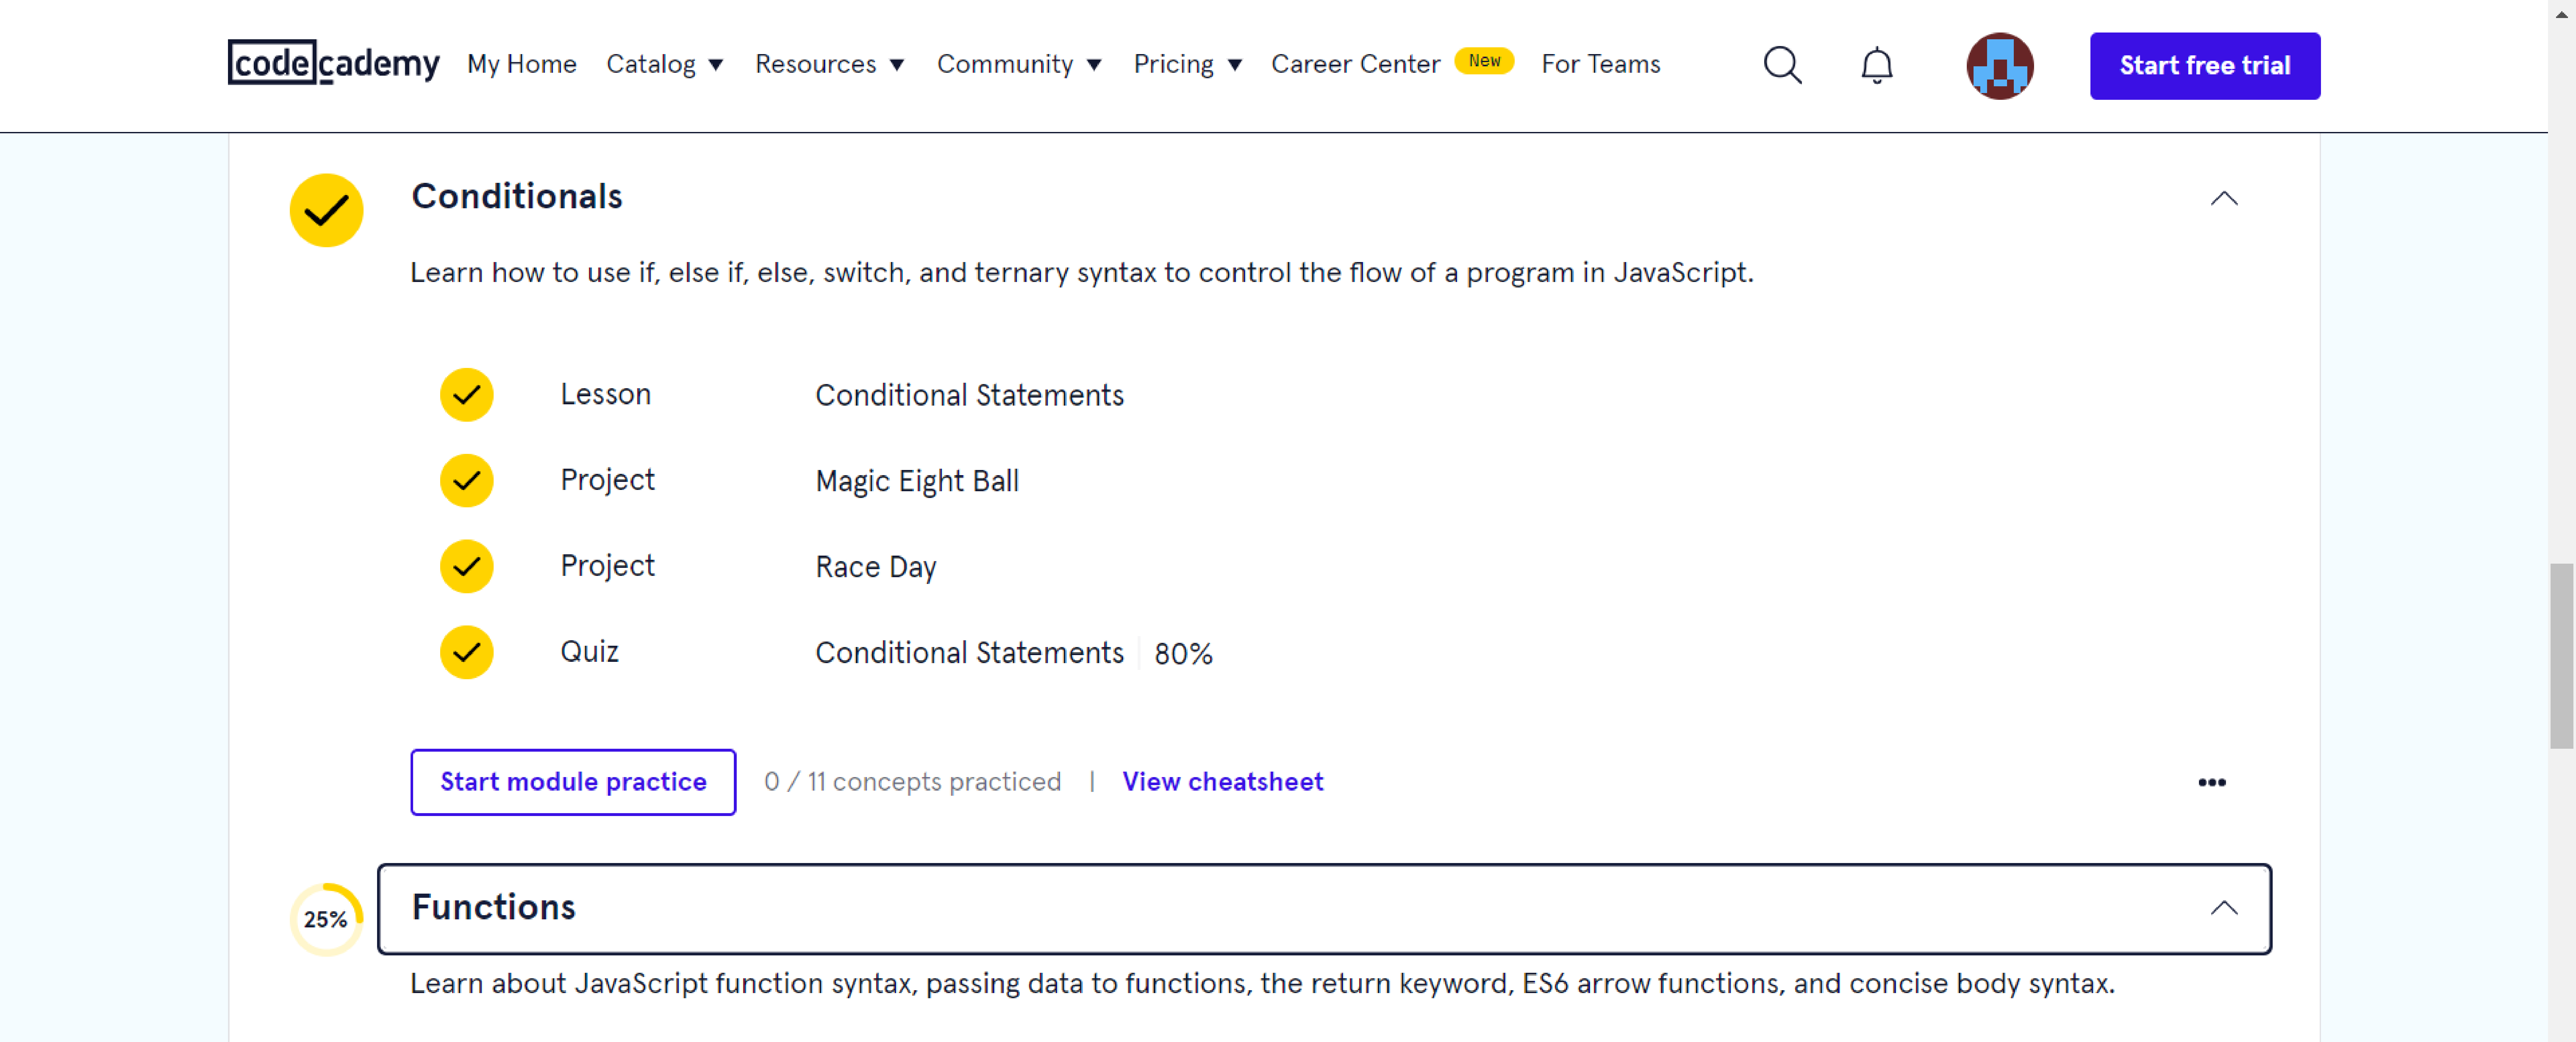 codecademy My Home Catalog Resources Community Pricing Career Center New For Teams Start free trial
Conditionals
Learn how to use if, else if, else, switch, and ternary syntax to control the flow of a program in JavaScript.
Lesson Conditional Statements
Project Magic Eight Ball
Project Race Day
Quiz Conditional Statements 80%
Start module practice 0 / 11 concepts practiced | View cheatsheet
25% Functions
Learn about JavaScript function syntax, passing data to functions, the return keyword, ES6 arrow functions, and concise body syntax.